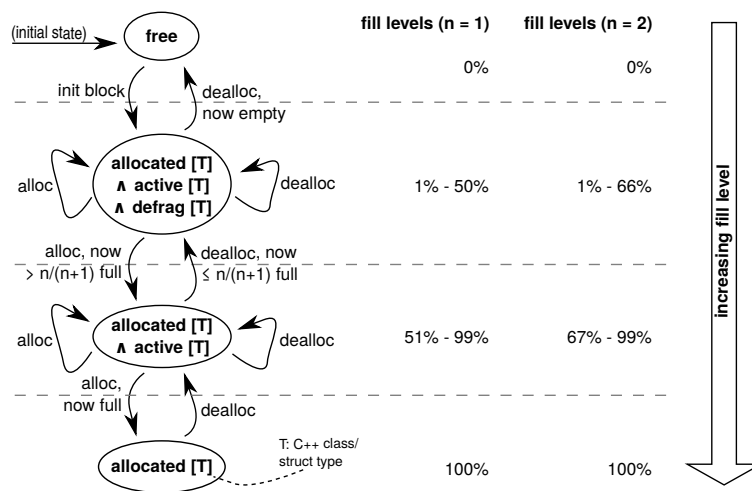 fill levels (n = 1) fill levels (n = 2)
(initial state)
free
0% 0%
init block
dealloc,
now empty
allocated [T]
∧ active [T]
∧ defrag [T]
alloc
dealloc
1% - 50% 1% - 66%
alloc, now
> n/(n+1) full
dealloc, now
≤ n/(n+1) full
allocated [T]
∧ active [T]
alloc
dealloc
51% - 99% 67% - 99%
alloc,
now full
dealloc
allocated [T]
T: C++ class/
struct type
100% 100%
increasing fill level